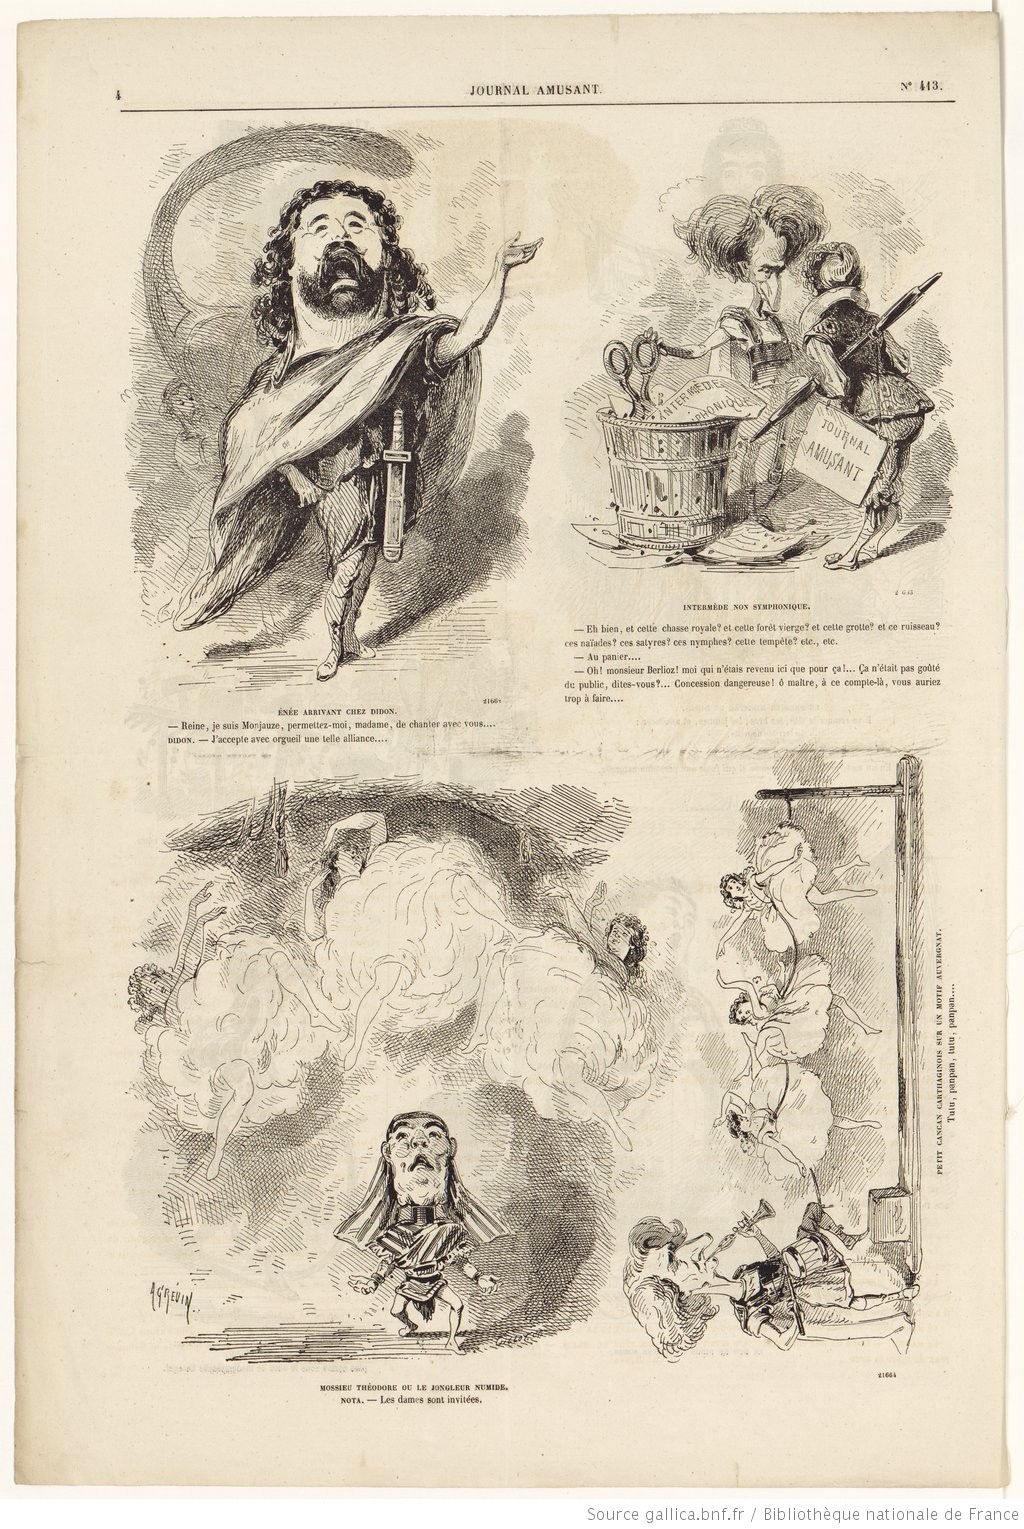 4
JOURNAL AMUSANT.
N° 413.
INTERMÈDES
PHONIQUE
JOURNAL
AMUSANT
21661
ÉNÉE ARRIVANT CHEZ DIDON.
— Reine, je suis Monjauze, permettez-moi, madame, de chanter avec vous....
DIDON. — J'accepte avec orgueil une telle alliance....
INTERMÈDE NON SYMPHONIQUE.
— Eh bien, et cette chasse royale? et cette forêt vierge? et cette grotte? et ce ruisseau?
ces naïades? ces satyres? ces nymphes? cette tempête? etc., etc.
— Au panier....
— Oh! monsieur Berlioz! moi qui n'étais revenu ici que pour ça!... Ça n'était pas goûté
du public, dites-vous?... Concession dangereuse! ô maître, à ce compte-là, vous auriez
trop à faire....
A GRÉVIN
MOSSIEU THÉODORE OU LE JONGLEUR NUMIDE.
NOTA. — Les dames sont invitées.
PETIT CANCAN CARTHAGINOIS SUR UN MOTIF AUVERGNAT.
Tutu, panpan, tutu, panpan....
21664
Source gallica.bnf.fr / Bibliothèque nationale de France